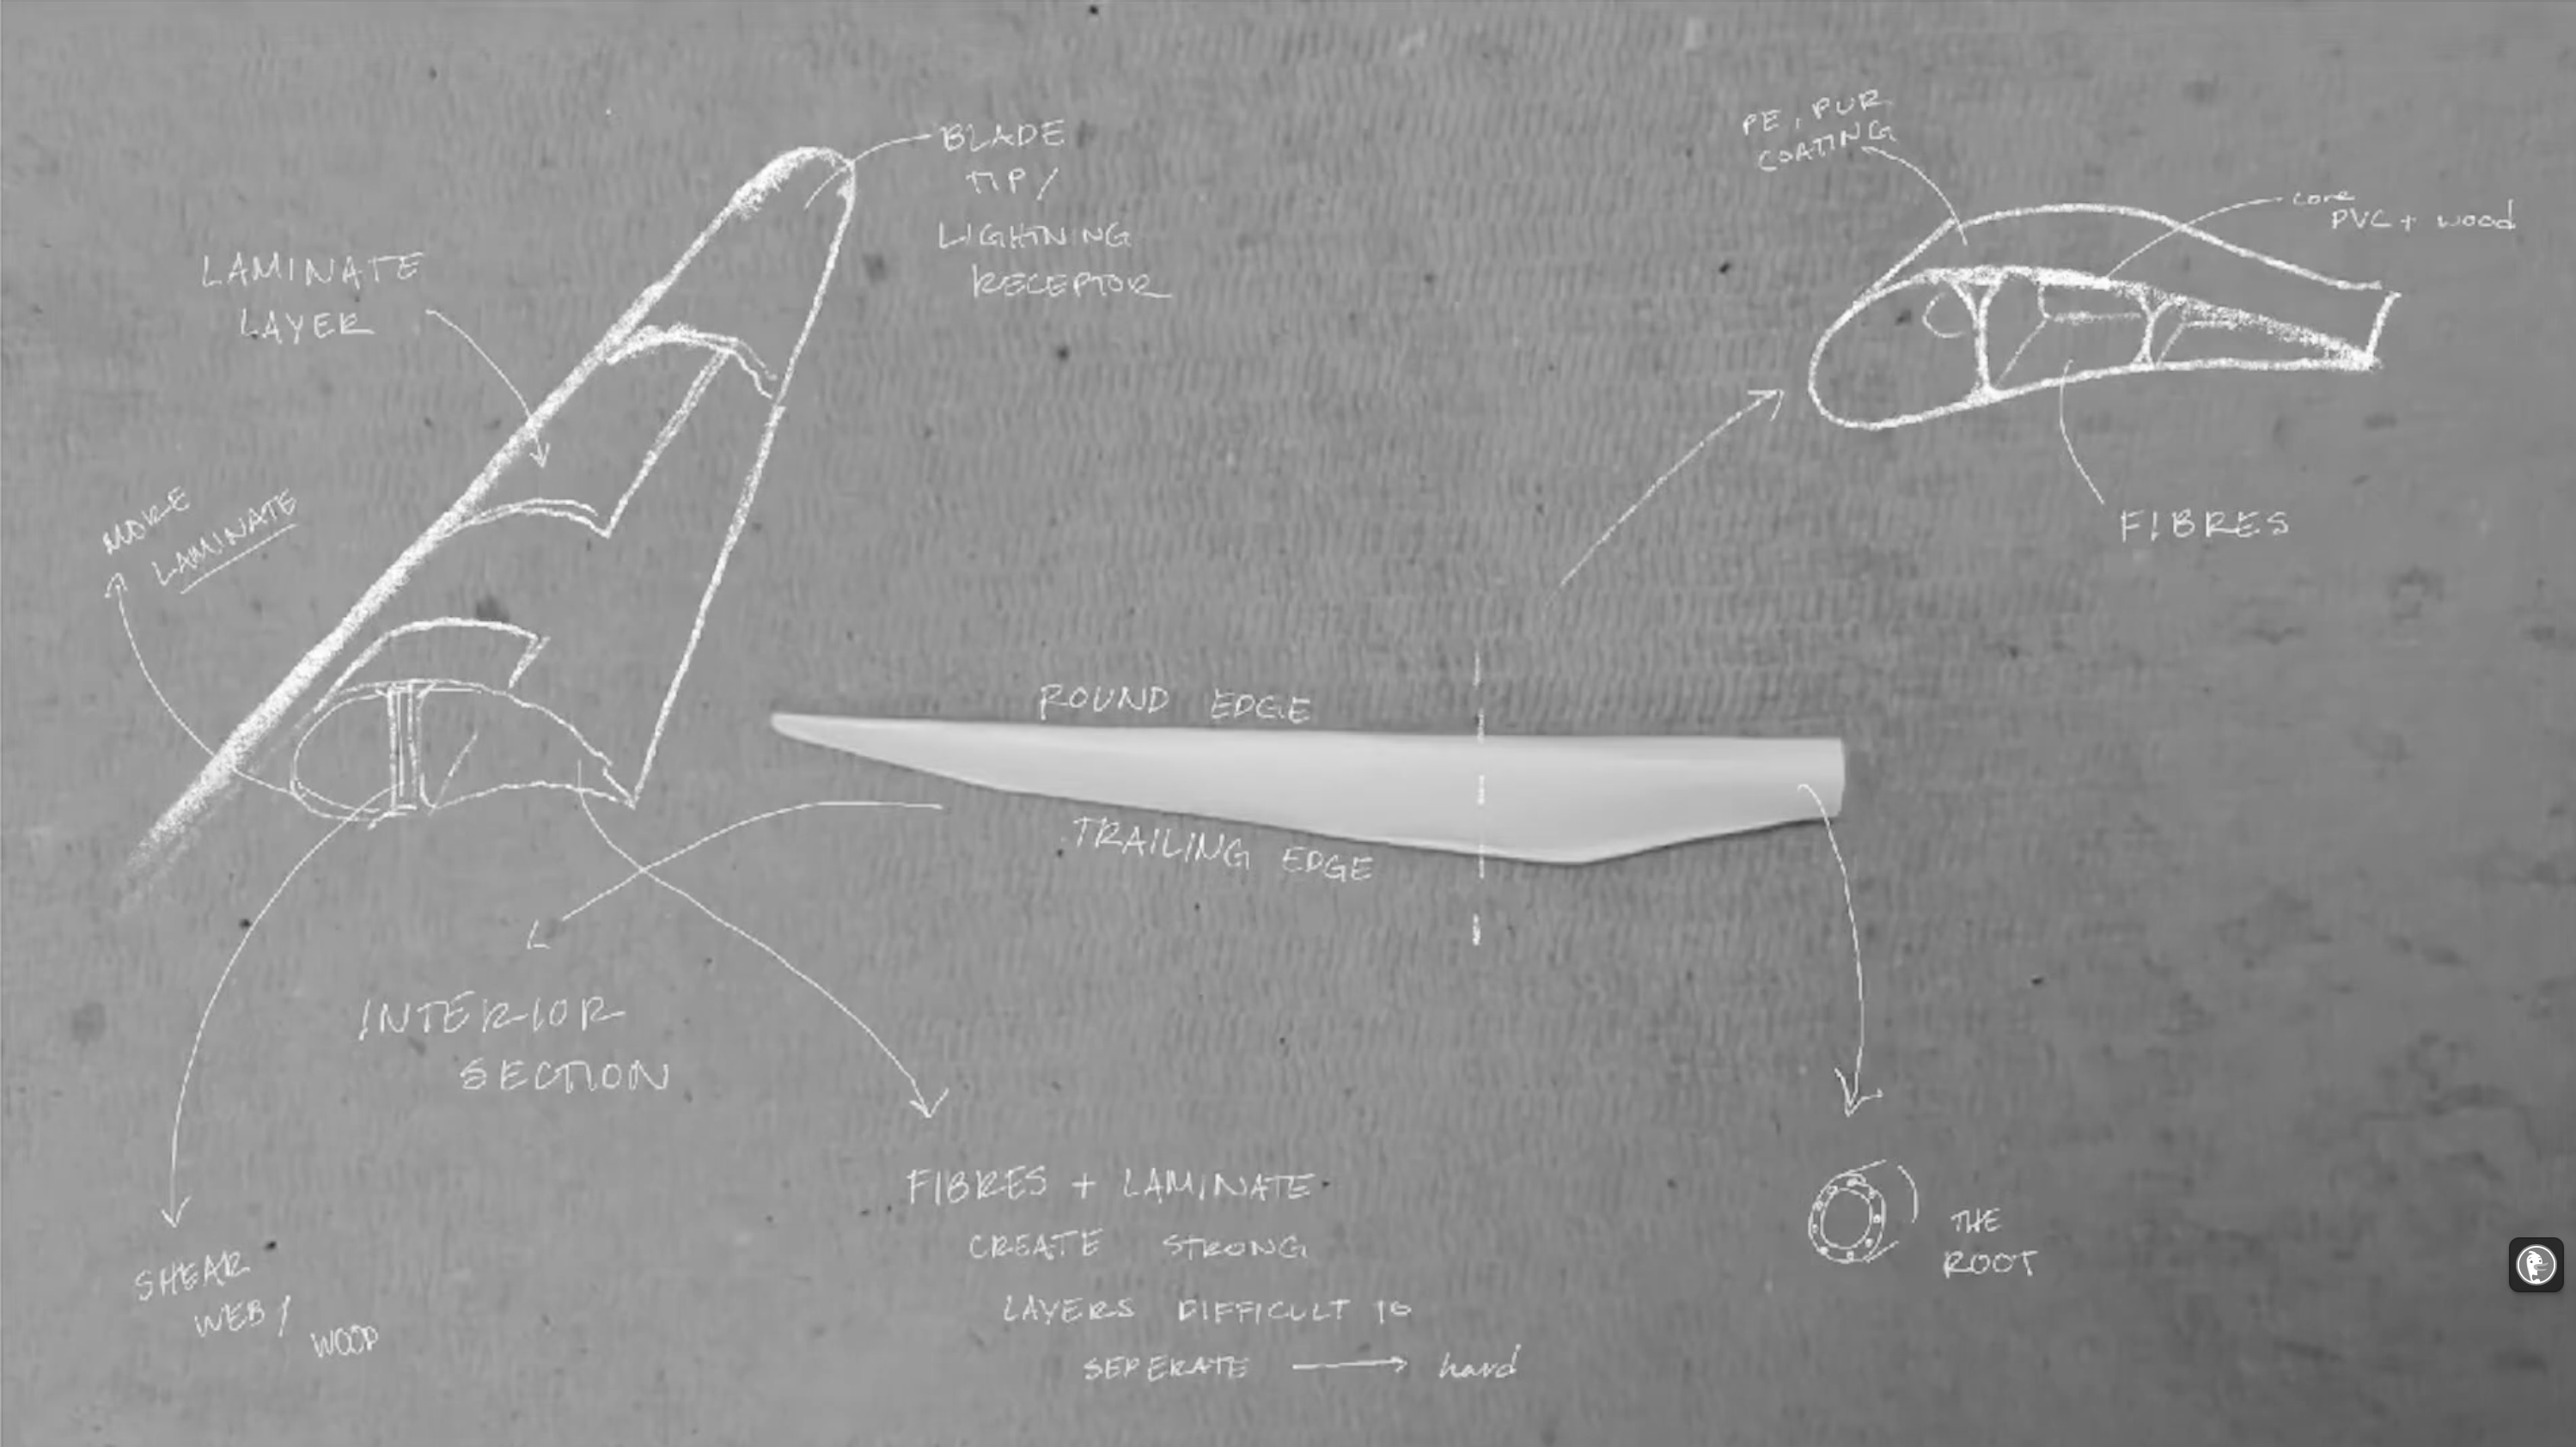 BLADE
TIP/
LIGHTNING
RECEPTOR
LAMINATE
LAYER
MORE
LAMINATE
PE, PUR
COATING
core
PVC + wood
FIBRES
ROUND EDGE
TRAILING EDGE
INTERIOR
SECTION
SHEAR
WEB/
WOOD
FIBRES + LAMINATE
CREATE STRONG
LAYERS DIFFICULT TO
SEPERATE → hard
THE
ROOT